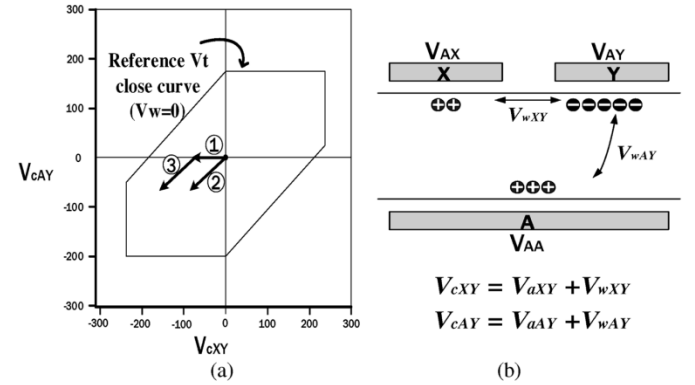 300
200
100
0
-100
-200
-300
-300
-200
-100
0
100
200
300
VcAY
VcXY
Reference Vt
close curve
(Vw=0)
①
②
③
(a)
VAX
VAY
X
Y
++
−−−−−
VwXY
VwAY
+++
A
VAA
VcXY = VaXY +VwXY
VcAY = VaAY +VwAY
(b)